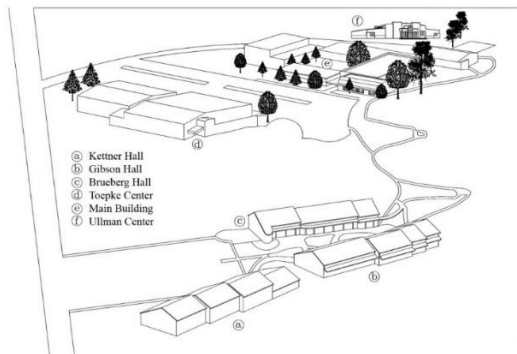 ⓕ
ⓔ
ⓓ
ⓐ Kettner Hall
ⓑ Gibson Hall
ⓒ Brueberg Hall
ⓓ Toepke Center
ⓔ Main Building
ⓕ Ullman Center
ⓒ
ⓑ
ⓐ